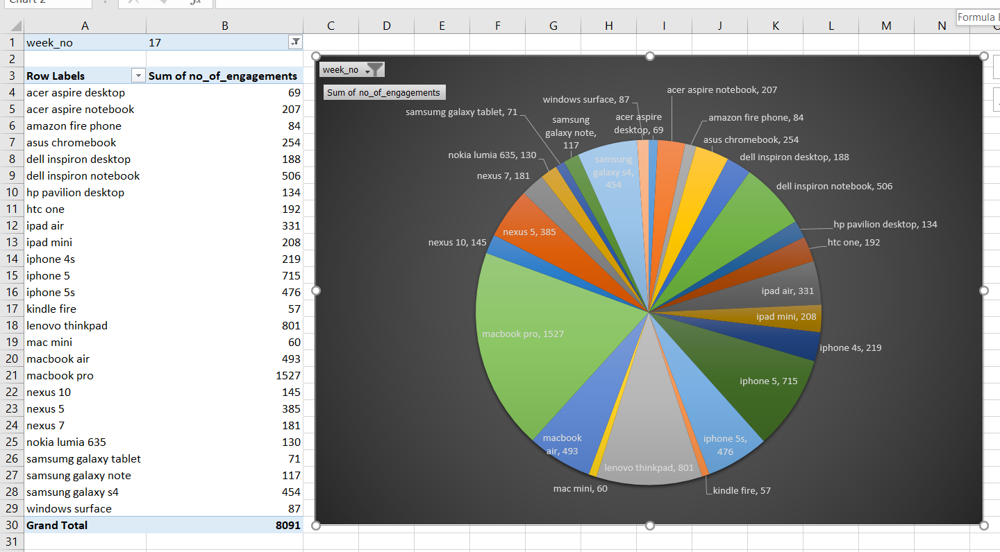 Chart 2
fx
Formula
A B C D E F G H I J K L M N
1 week_no 17
2
3 Row Labels Sum of no_of_engagements
4 acer aspire desktop 69
5 acer aspire notebook 207
6 amazon fire phone 84
7 asus chromebook 254
8 dell inspiron desktop 188
9 dell inspiron notebook 506
10 hp pavilion desktop 134
11 htc one 192
12 ipad air 331
13 ipad mini 208
14 iphone 4s 219
15 iphone 5 715
16 iphone 5s 476
17 kindle fire 57
18 lenovo thinkpad 801
19 mac mini 60
20 macbook air 493
21 macbook pro 1527
22 nexus 10 145
23 nexus 5 385
24 nexus 7 181
25 nokia lumia 635 130
26 samsumg galaxy tablet 71
27 samsung galaxy note 117
28 samsung galaxy s4 454
29 windows surface 87
30 Grand Total 8091
31
week_no
Sum of no_of_engagements
acer aspire
desktop, 69
acer aspire notebook, 207
amazon fire phone, 84
asus chromebook, 254
dell inspiron desktop, 188
dell inspiron notebook, 506
hp pavilion desktop, 134
htc one, 192
ipad air, 331
ipad mini, 208
iphone 4s, 219
iphone 5, 715
iphone 5s,
476
kindle fire, 57
lenovo thinkpad, 801
mac mini, 60
macbook
air, 493
macbook pro, 1527
nexus 10, 145
nexus 5, 385
nexus 7, 181
nokia lumia 635, 130
samsumg galaxy tablet, 71
samsung
galaxy note,
117
samsung
galaxy s4,
454
windows surface, 87